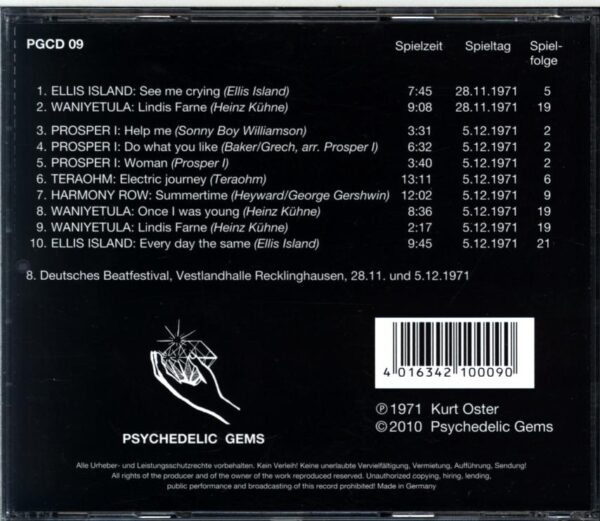 PGCD 09 Spielzeit Spieltag Spiel-
folge
1. ELLIS ISLAND: See me crying (Ellis Island) 7:45 28.11.1971 5
2. WANIYETULA: Lindis Farne (Heinz Kühne) 9:08 28.11.1971 19
3. PROSPER I: Help me (Sonny Boy Williamson) 3:31 5.12.1971 2
4. PROSPER I: Do what you like (Baker/Grech, arr. Prosper I) 6:32 5.12.1971 2
5. PROSPER I: Woman (Prosper I) 3:40 5.12.1971 2
6. TERAOHM: Electric journey (Teraohm) 13:11 5.12.1971 6
7. HARMONY ROW: Summertime (Heyward/George Gershwin) 12:02 5.12.1971 9
8. WANIYETULA: Once I was young (Heinz Kühne) 8:36 5.12.1971 19
9. WANIYETULA: Lindis Farne (Heinz Kühne) 2:17 5.12.1971 19
10. ELLIS ISLAND: Every day the same (Ellis Island) 9:45 5.12.1971 21
8. Deutsches Beatfestival, Vestlandhalle Recklinghausen, 28.11. und 5.12.1971
4 016342 100090
℗ 1971 Kurt Oster
© 2010 Psychedelic Gems
PSYCHEDELIC GEMS
Alle Urheber- und Leistungsschutzrechte vorbehalten. Kein Verleih! Keine unerlaubte Vervielfältigung, Vermietung, Aufführung, Sendung!
All rights of the producer and of the owner of the work reproduced reserved. Unauthorized copying, hiring, lending,
public performance and broadcasting of this record prohibited! Made in Germany